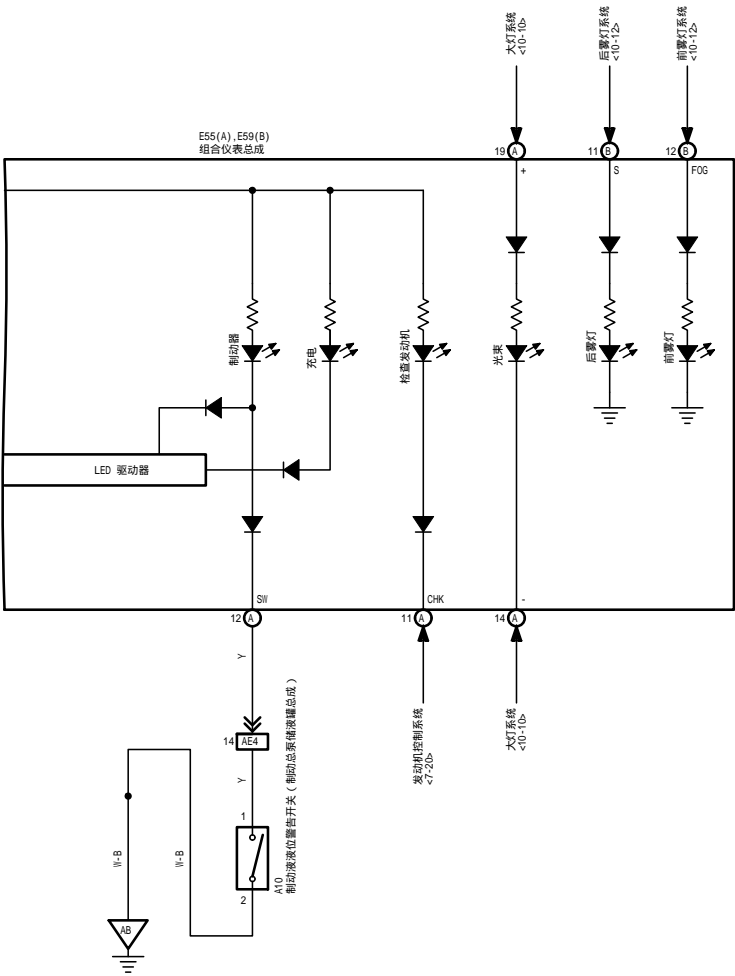 大灯系统
<10-10>
后雾灯系统
<10-12>
前雾灯系统
<10-12>
E55(A),E59(B)
组合仪表总成
19 A
11 B
12 B
+
S
FOG
制动器
充电
检查发动机
光束
后雾灯
前雾灯
LED 驱动器
SW
CHK
-
12 A
11 A
14 A
Y
发动机控制系统
<7-20>
大灯系统
<10-10>
14 AE4
Y
1
2
A10
制动液液位警告开关（制动总泵储液罐总成）
W-B
W-B
AB